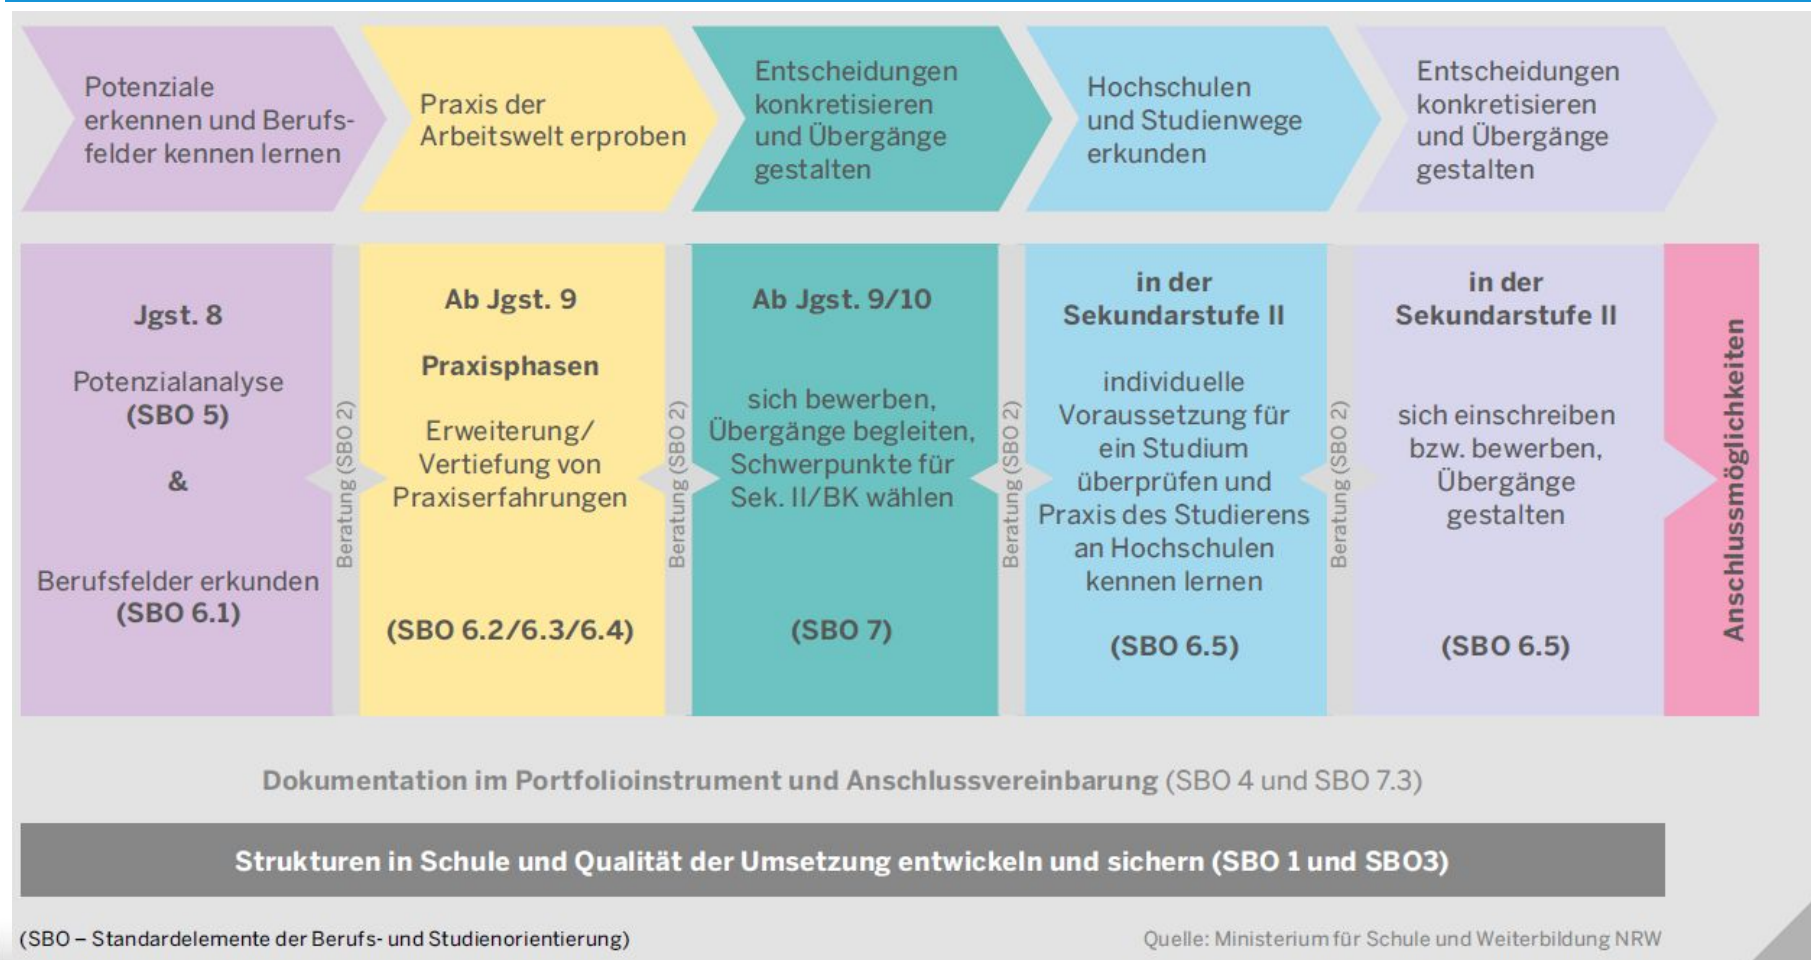 Potenziale
erkennen und Berufs-
felder kennen lernen
Praxis der
Arbeitswelt erproben
Entscheidungen
konkretisieren
und Übergänge
gestalten
Hochschulen
und Studienwege
erkunden
Entscheidungen
konkretisieren
und Übergänge
gestalten
Jgst. 8
Potenzialanalyse
(SBO 5)
&
Berufsfelder erkunden
(SBO 6.1)
Beratung (SBO 2)
Ab Jgst. 9
Praxisphasen
Erweiterung/
Vertiefung von
Praxiserfahrungen
(SBO 6.2/6.3/6.4)
Beratung (SBO 2)
Ab Jgst. 9/10
sich bewerben,
Übergänge begleiten,
Schwerpunkte für
Sek. II/BK wählen
(SBO 7)
Beratung (SBO 2)
in der
Sekundarstufe II
individuelle
Voraussetzung für
ein Studium
überprüfen und
Praxis des Studierens
an Hochschulen
kennen lernen
(SBO 6.5)
Beratung (SBO 2)
in der
Sekundarstufe II
sich einschreiben
bzw. bewerben,
Übergänge
gestalten
(SBO 6.5)
Anschlussmöglichkeiten
Dokumentation im Portfolioinstrument und Anschlussvereinbarung (SBO 4 und SBO 7.3)
Strukturen in Schule und Qualität der Umsetzung entwickeln und sichern (SBO 1 und SBO3)
(SBO – Standardelemente der Berufs- und Studienorientierung)
Quelle: Ministerium für Schule und Weiterbildung NRW